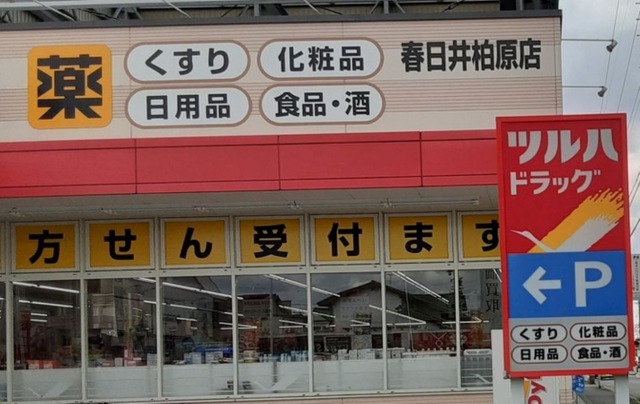 薬
くすり
化粧品
春日井柏原店
日用品
食品・酒
方せん受付ます
ツルハ
ドラッグ
←P
くすり
化粧品
日用品
食品・酒